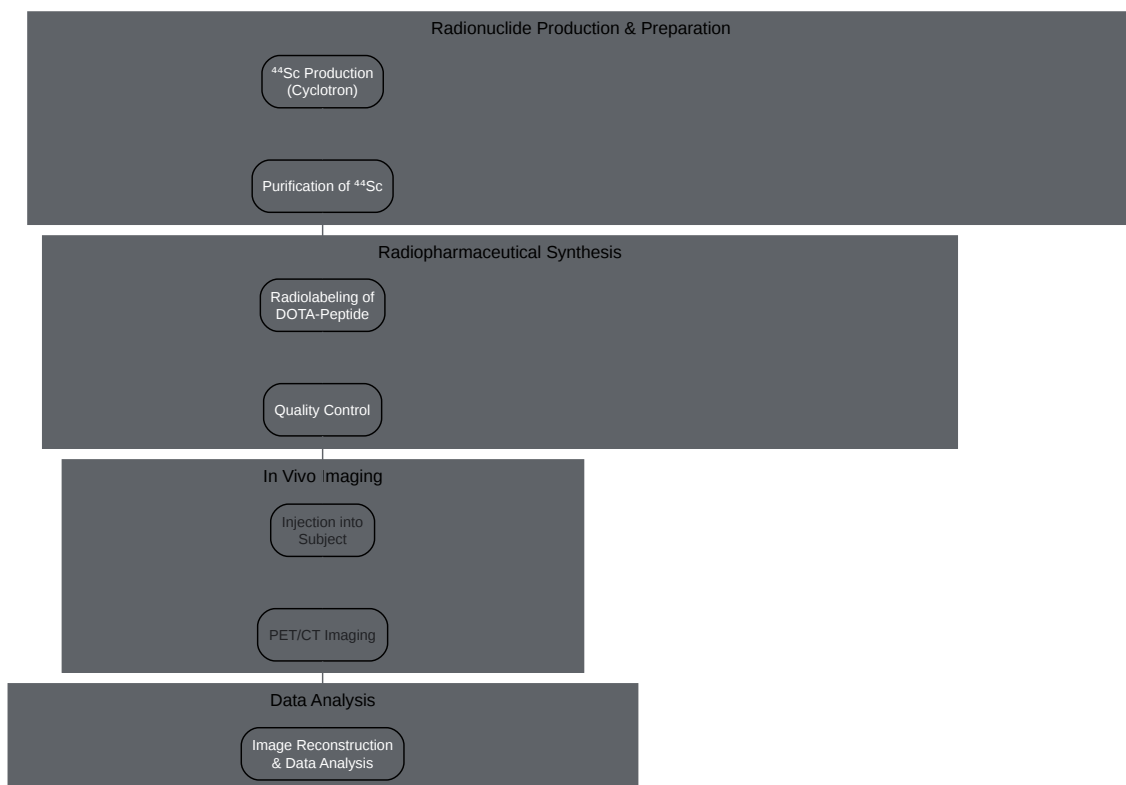 Radionuclide Production & Preparation
⁴⁴Sc Production
(Cyclotron)
Purification of ⁴⁴Sc
Radiopharmaceutical Synthesis
Radiolabeling of
DOTA-Peptide
Quality Control
In Vivo Imaging
Injection into
Subject
PET/CT Imaging
Data Analysis
Image Reconstruction
& Data Analysis